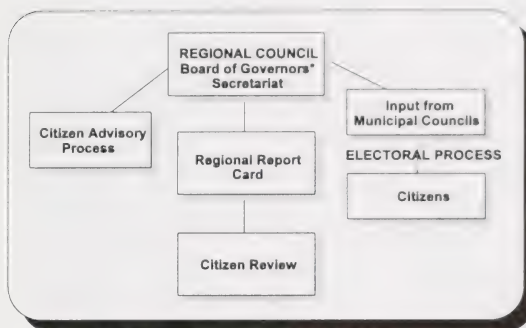 REGIONAL COUNCIL
Board of Governors"
Secretariat
Citizen Advisory
Process
Input from
Municipal Councils
Regional Report
Card
ELECTORAL PROCESS
Citizens
Citizen Review